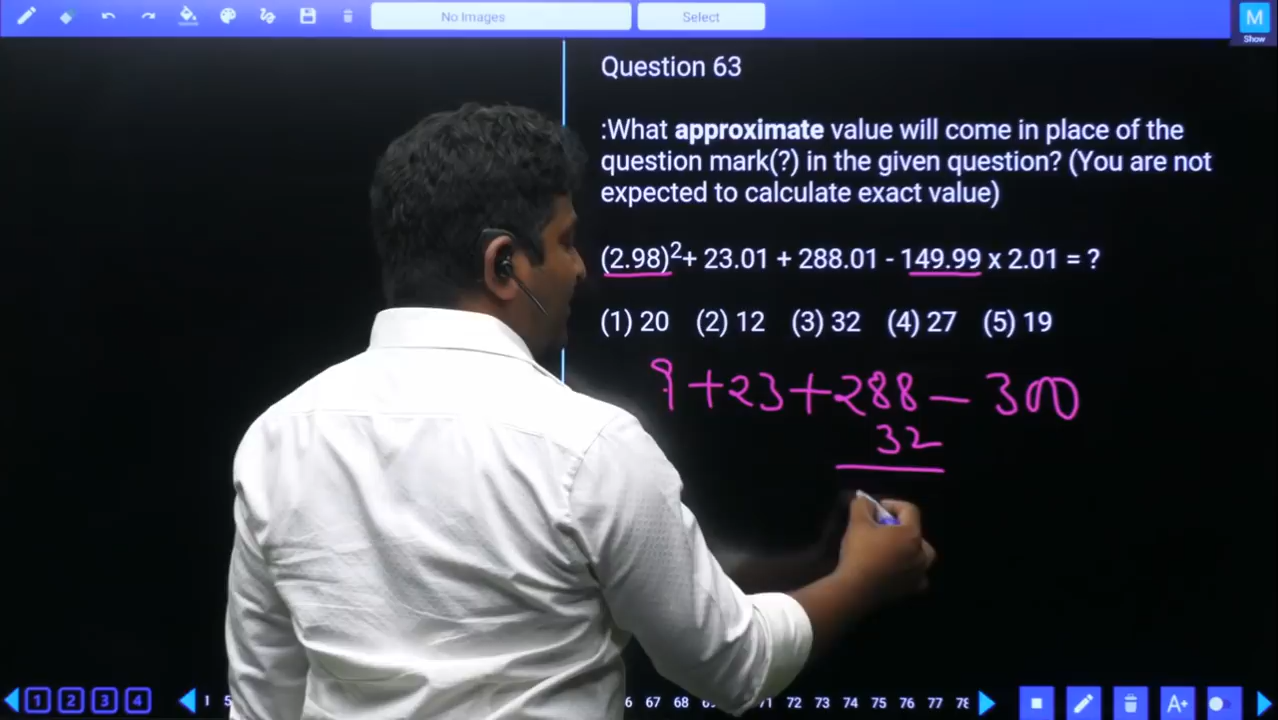 No Images Select
M
Show
Question 63
:What approximate value will come in place of the
question mark(?) in the given question? (You are not
expected to calculate exact value)
(2.98)²+ 23.01 + 288.01 - 149.99 x 2.01 = ?
(1) 20 (2) 12 (3) 32 (4) 27 (5) 19
9 + 23 + 288 - 300
32
1 2 3 4 1 67 68 72 73 74 75 76 77 A+